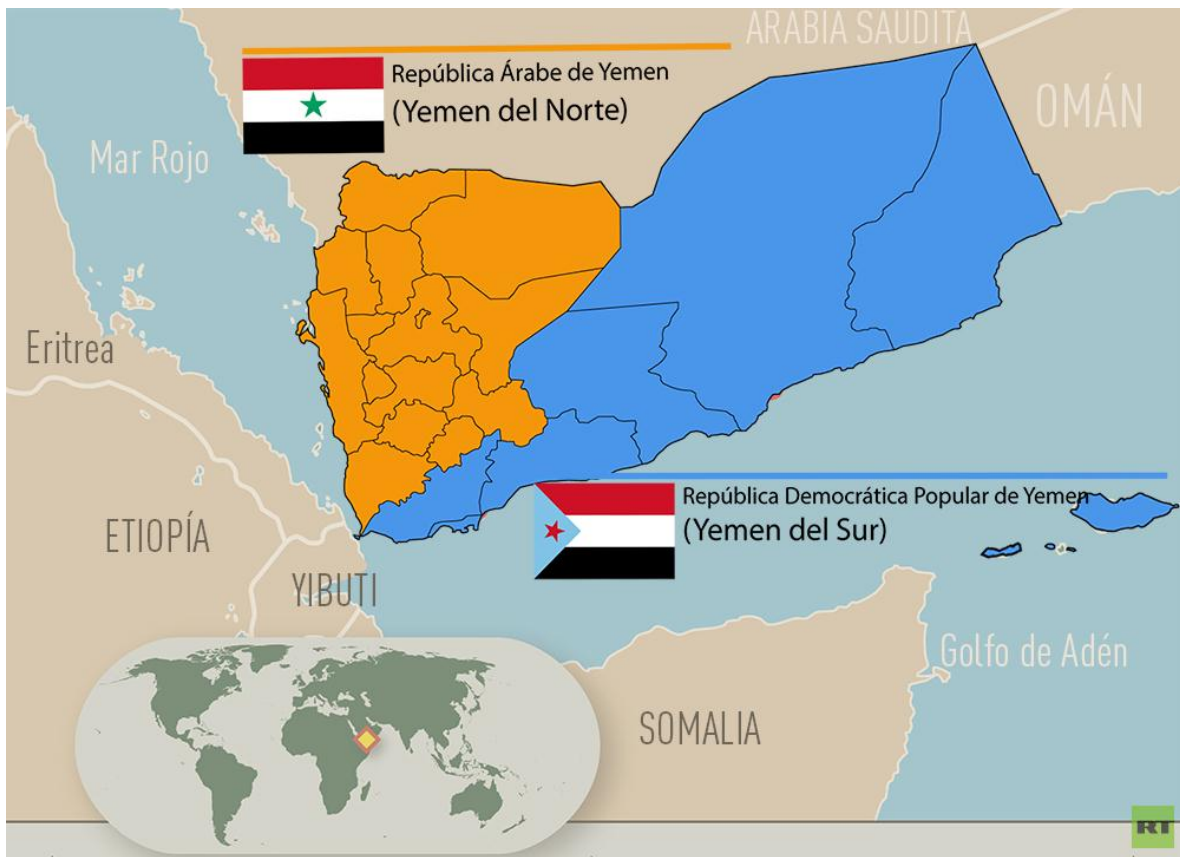 ARABIA SAUDITA
República Árabe de Yemen
(Yemen del Norte)
OMÁN
Mar Rojo
Eritrea
República Democrática Popular de Yemen
(Yemen del Sur)
ETIOPÍA
YIBUTI
Golfo de Adén
SOMALIA
RT